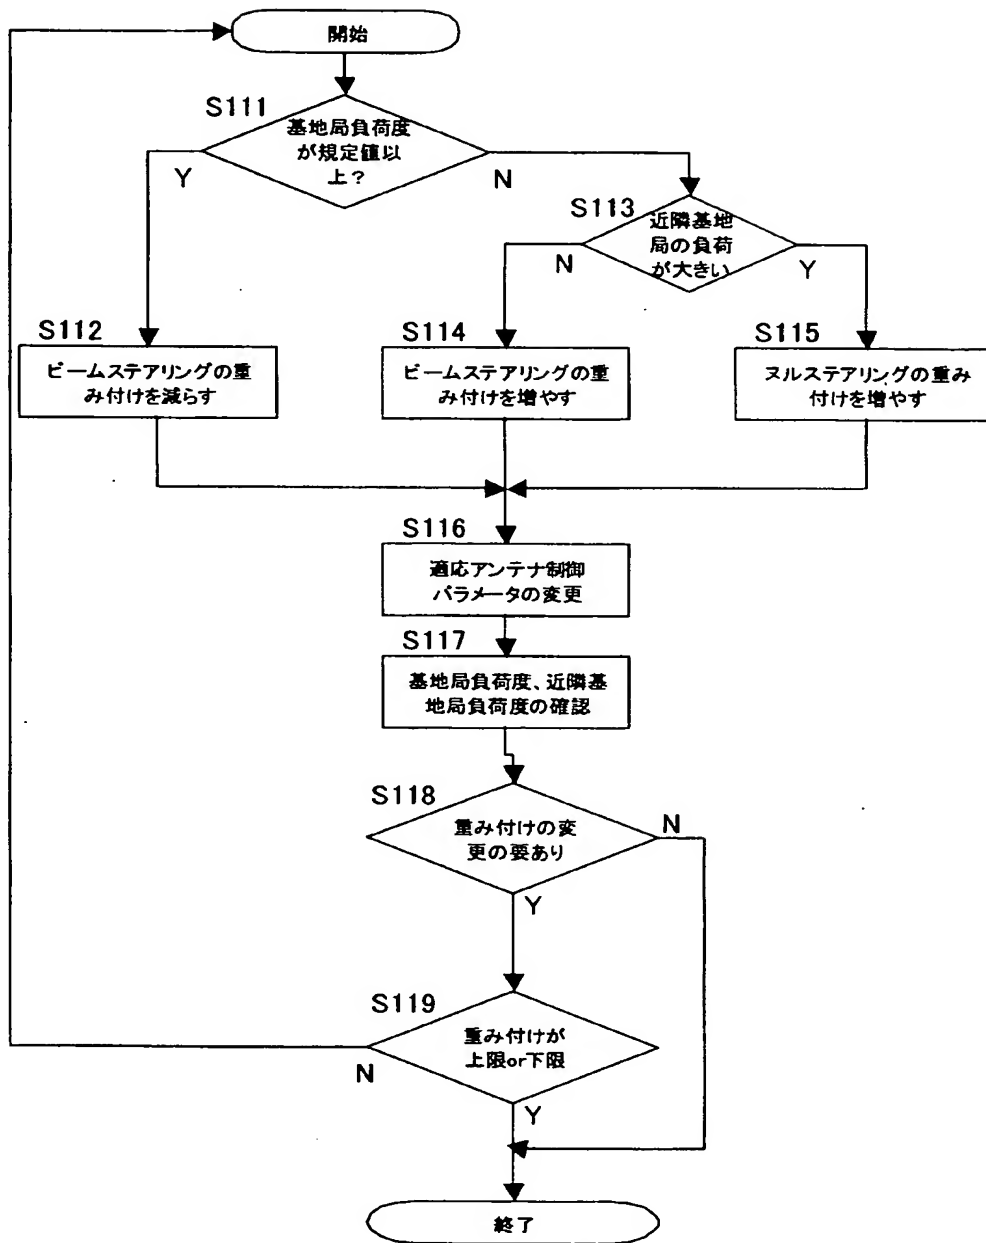 開始
S111
基地局負荷度
が規定値以
上?
Y
N
S113
近隣基地
局の負荷
が大きい
N
Y
S112
ビームステアリングの重
み付けを減らす
S114
ビームステアリングの重
み付けを増やす
S115
ヌルステアリングの重み
付けを増やす
S116
適応アンテナ制御
パラメータの変更
S117
基地局負荷度、近隣基
地局負荷度の確認
S118
重み付けの変
更の要あり
N
Y
S119
重み付けが
上限or下限
N
Y
終了